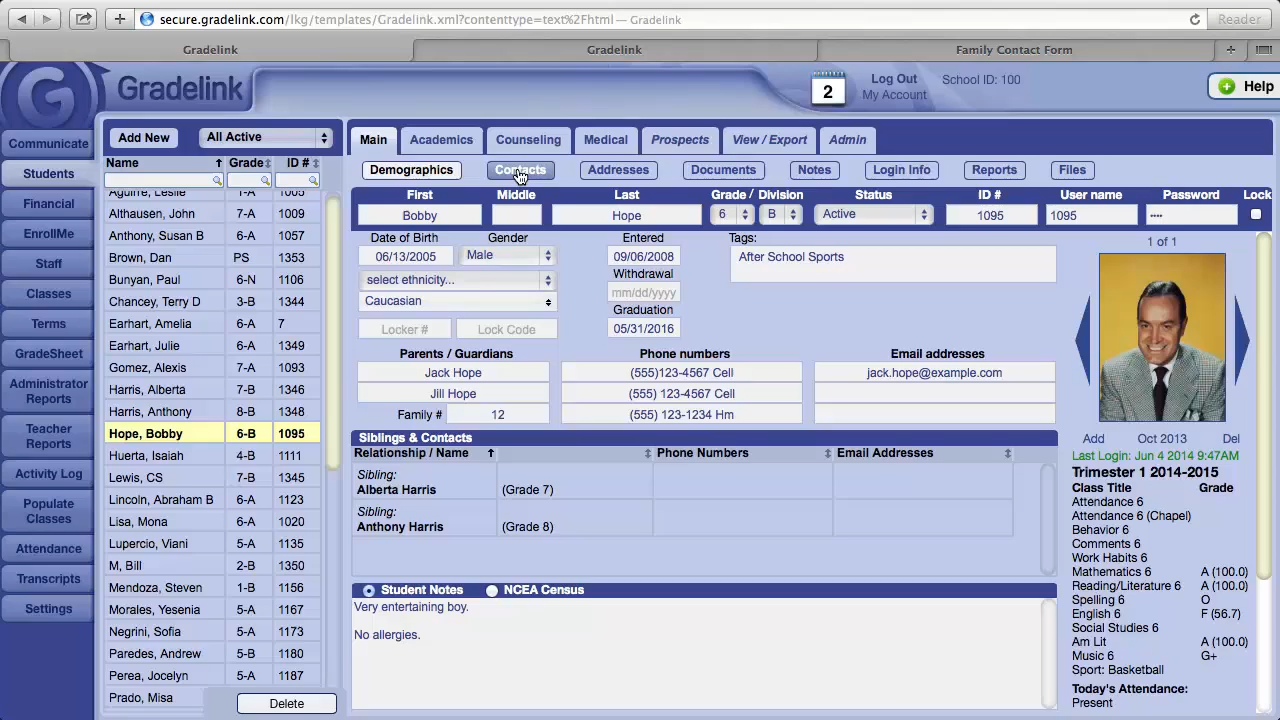 secure.gradelink.com/lkg/templates/Gradelink.xml?contenttype=text%2Fhtml — Gradelink
Reader
Gradelink
Gradelink
Family Contact Form
G
Gradelink
2
Log Out
My Account
School ID: 100
Help
Communicate
Students
Financial
EnrollMe
Staff
Classes
Terms
GradeSheet
Administrator
Reports
Teacher
Reports
Activity Log
Populate
Classes
Attendance
Transcripts
Settings
Add New
All Active
Name Grade ID #
Aguirre, Leslie 1-A 1005
Althausen, John 7-A 1009
Anthony, Susan B 6-A 1057
Brown, Dan PS 1353
Bunyan, Paul 6-N 1106
Chancey, Terry D 3-B 1344
Earhart, Amelia 6-A 7
Earhart, Julie 6-A 1349
Gomez, Alexis 7-A 1093
Harris, Alberta 7-B 1346
Harris, Anthony 8-B 1348
Hope, Bobby 6-B 1095
Huerta, Isaiah 4-B 1111
Lewis, CS 7-B 1345
Lincoln, Abraham B 6-A 1123
Lisa, Mona 6-A 1020
Lupercio, Viani 5-A 1135
M, Bill 2-B 1350
Mendoza, Steven 1-B 1156
Morales, Yesenia 5-A 1167
Negrini, Sofia 5-A 1173
Paredes, Andrew 5-B 1180
Perea, Jocelyn 5-A 1187
Prado, Misa
Delete
Main Academics Counseling Medical Prospects View / Export Admin
Demographics Contacts Addresses Documents Notes Login Info Reports Files
First Middle Last Grade / Division Status ID # User name Password Lock
Bobby Hope 6 B Active 1095 1095 ••••
Date of Birth Gender Entered Tags:
06/13/2005 Male 09/06/2008 After School Sports
select ethnicity... Withdrawal
Caucasian mm/dd/yyyy
Graduation
Locker # Lock Code 05/31/2016
Parents / Guardians Phone numbers Email addresses
Jack Hope (555)123-4567 Cell jack.hope@example.com
Jill Hope (555) 123-4567 Cell
Family # 12 (555) 123-1234 Hm
Siblings & Contacts
Relationship / Name Phone Numbers Email Addresses
Sibling:
Alberta Harris (Grade 7)
Sibling:
Anthony Harris (Grade 8)
Student Notes NCEA Census
Very entertaining boy.
No allergies.
1 of 1
Add Oct 2013 Del
Last Login: Jun 4 2014 9:47AM
Trimester 1 2014-2015
Class Title Grade
Attendance 6
Attendance 6 (Chapel)
Behavior 6
Comments 6
Work Habits 6
Mathematics 6 A (100.0)
Reading/Literature 6 A (100.0)
Spelling 6 O
English 6 F (56.7)
Social Studies 6
Am Lit A (100.0)
Music 6 G+
Sport: Basketball
Today's Attendance:
Present